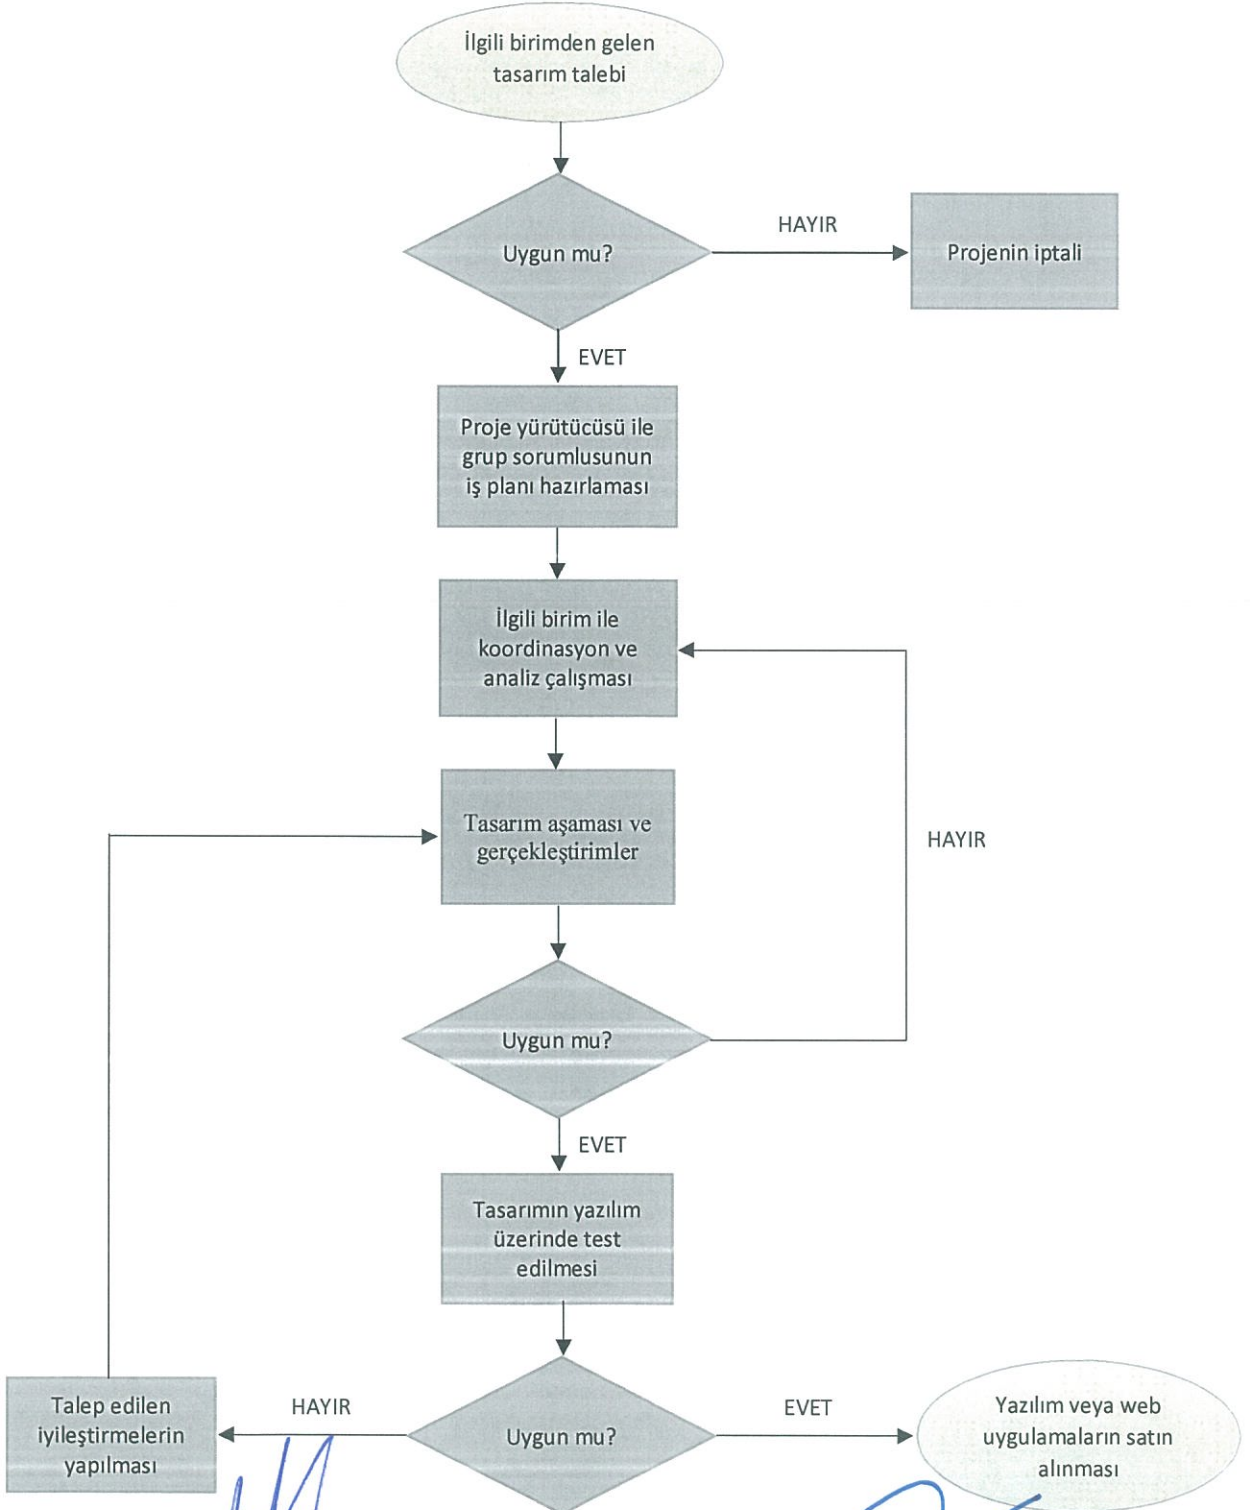 İlgili birimden gelen
tasarım talebi
Uygun mu?
HAYIR
Projenin iptali
EVET
Proje yürütücüsü ile
grup sorumlusunun
iş planı hazırlaması
İlgili birim ile
koordinasyon ve
analiz çalışması
Tasarım aşaması ve
gerçekleştirimler
HAYIR
Uygun mu?
EVET
Tasarımın yazılım
üzerinde test
edilmesi
Talep edilen
iyileştirmelerin
yapılması
HAYIR
Uygun mu?
EVET
Yazılım veya web
uygulamaların satın
alınması